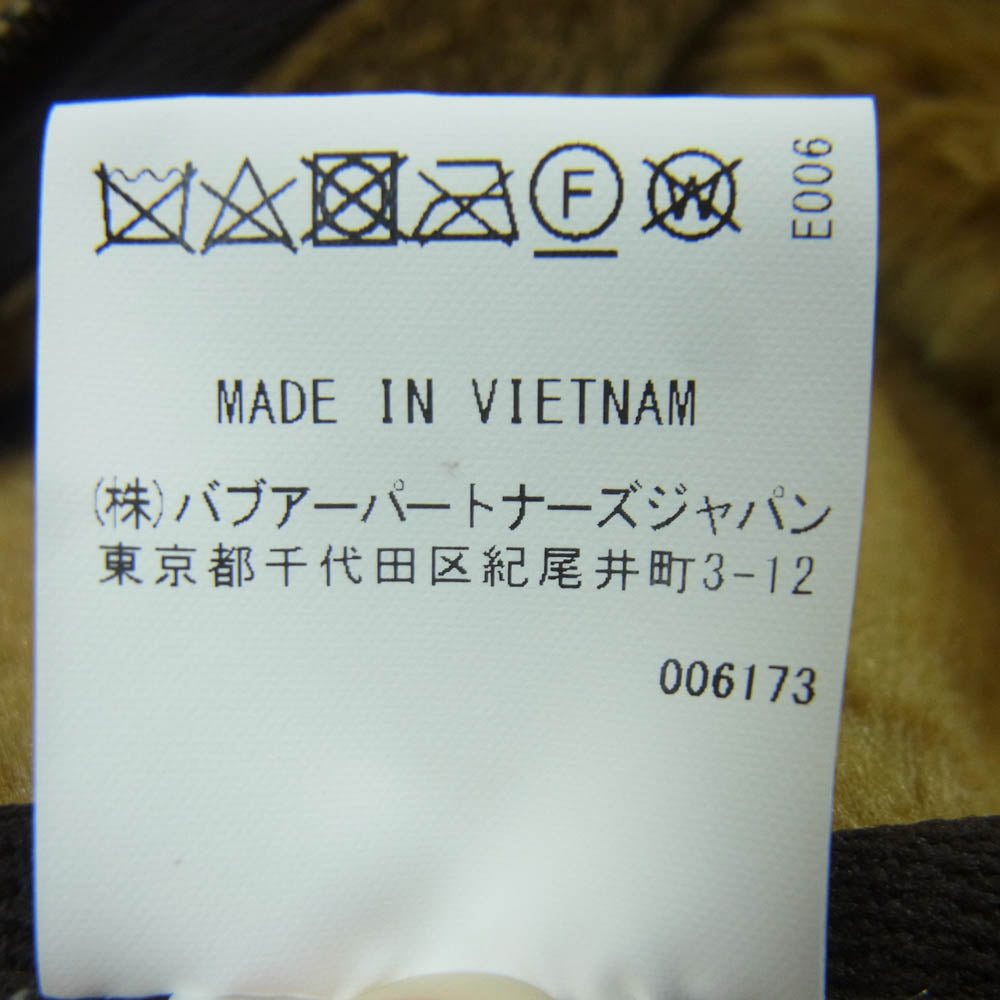 F W
E006
MADE IN VIETNAM
(株)バブアーパートナーズジャパン
東京都千代田区紀尾井町3-12
006173